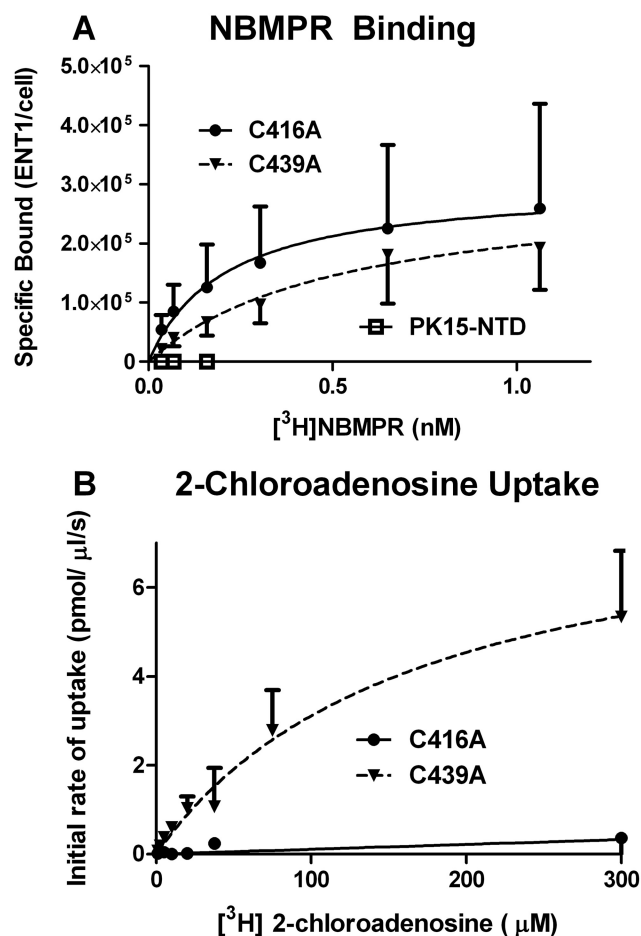 A NBMPR Binding
Specific Bound (ENT1/cell)
5.0×10⁵
4.0×10⁵
3.0×10⁵
2.0×10⁵
1.0×10⁵
0
C416A
C439A
PK15-NTD
0.0 0.5 1.0
[³H]NBMPR (nM)
B 2-Chloroadenosine Uptake
Initial rate of uptake (pmol/ µl/s)
6
4
2
0
C416A
C439A
0 100 200 300
[³H] 2-chloroadenosine ( µM)